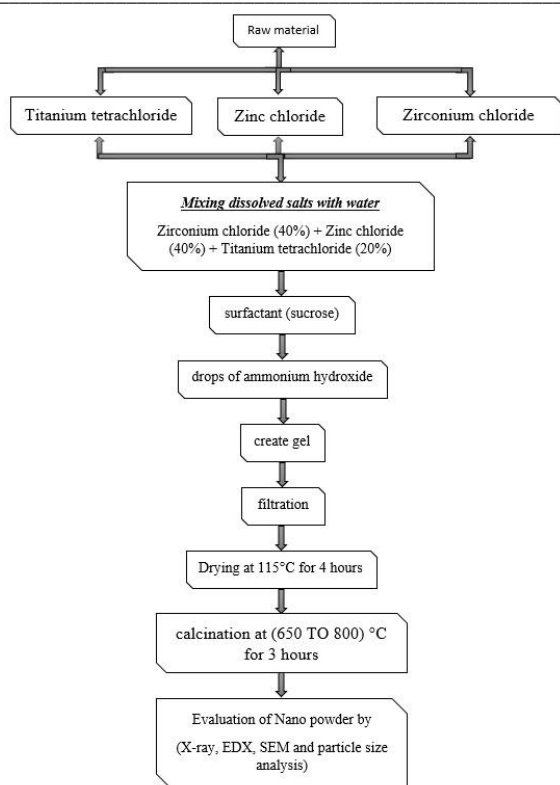 Raw material
Titanium tetrachloride
Zinc chloride
Zirconium chloride
Mixing dissolved salts with water
Zirconium chloride (40%) + Zinc chloride
(40%) + Titanium tetrachloride (20%)
surfactant (sucrose)
drops of ammonium hydroxide
create gel
filtration
Drying at 115°C for 4 hours
calcination at (650 TO 800) °C
for 3 hours
Evaluation of Nano powder by
(X-ray, EDX, SEM and particle size
analysis)